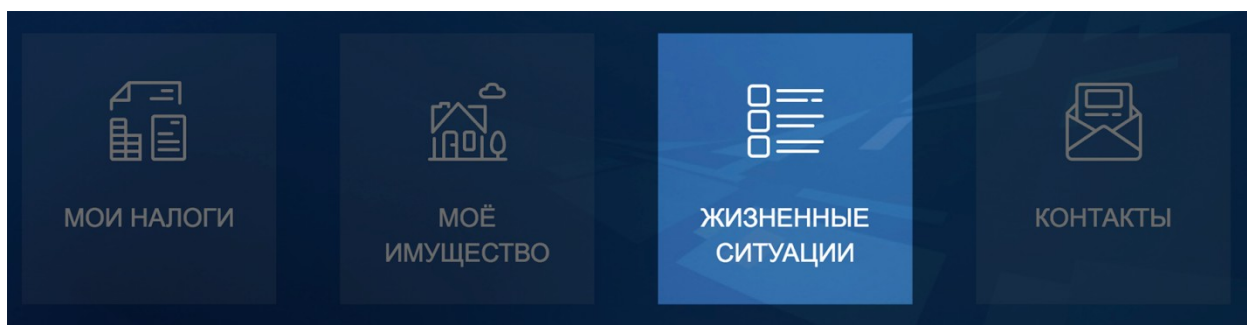 МОИ НАЛОГИ
МОЁ
ИМУЩЕСТВО
ЖИЗНЕННЫЕ
СИТУАЦИИ
КОНТАКТЫ